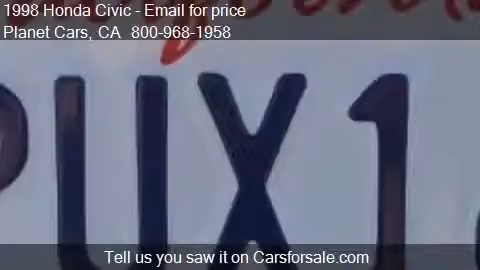 1998 Honda Civic - Email for price
Planet Cars, CA 800-968-1958
UX1
Tell us you saw it on Carsforsale.com